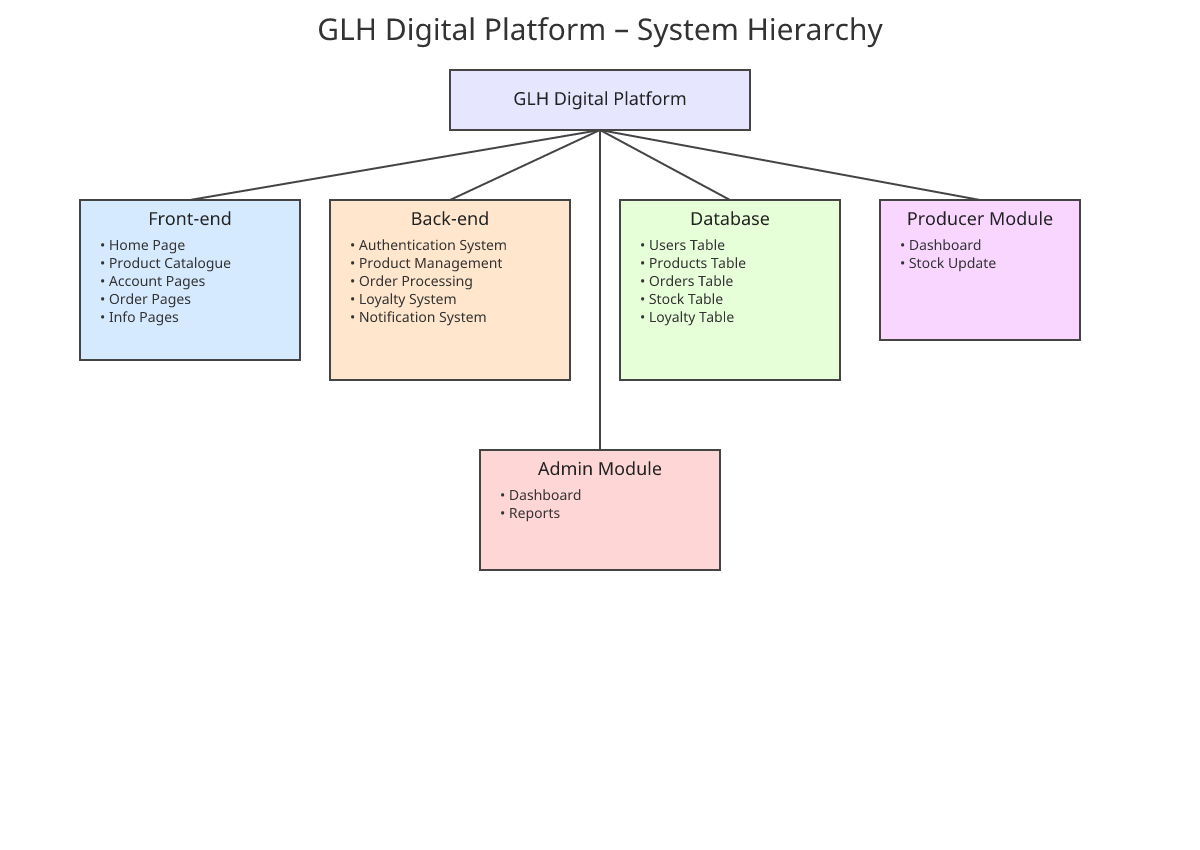 GLH Digital Platform – System Hierarchy
GLH Digital Platform
Front-end
• Home Page
• Product Catalogue
• Account Pages
• Order Pages
• Info Pages
Back-end
• Authentication System
• Product Management
• Order Processing
• Loyalty System
• Notification System
Database
• Users Table
• Products Table
• Orders Table
• Stock Table
• Loyalty Table
Producer Module
• Dashboard
• Stock Update
Admin Module
• Dashboard
• Reports